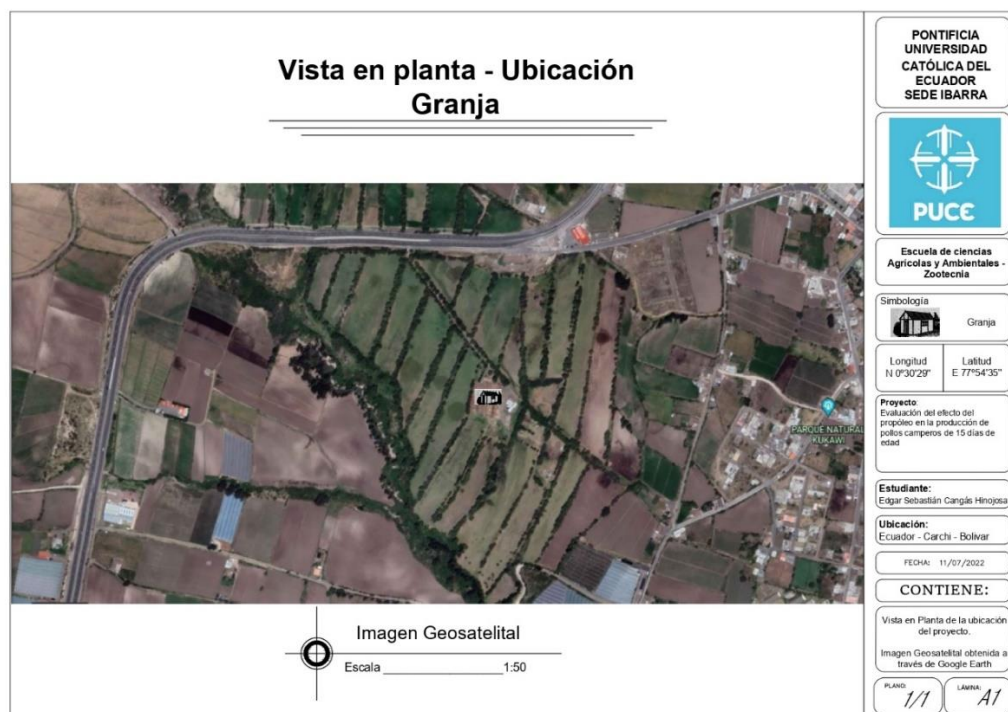 Vista en planta - Ubicación
Granja
PARQUE NATURAL
KUKAWI
Imagen Geosatelital
Escala
1:50
PONTIFICIA
UNIVERSIDAD
CATÓLICA DEL
ECUADOR
SEDE IBARRA
PUCE
Escuela de ciencias
Agrícolas y Ambientales -
Zootecnia
Simbología
Granja
Longitud
N 0°30'29"
Latitud
E 77°54'35"
Proyecto:
Evaluación del efecto del
propóleo en la producción de
pollos camperos de 15 días de
edad
Estudiante:
Edgar Sebastián Cangás Hinojosa
Ubicación:
Ecuador - Carchi - Bolivar
FECHA: 11/07/2022
CONTIENE:
Vista en Planta de la ubicación
del proyecto.
Imagen Geosatelital obtenida a
través de Google Earth
PLANO:
1/1
LÁMINA:
A1